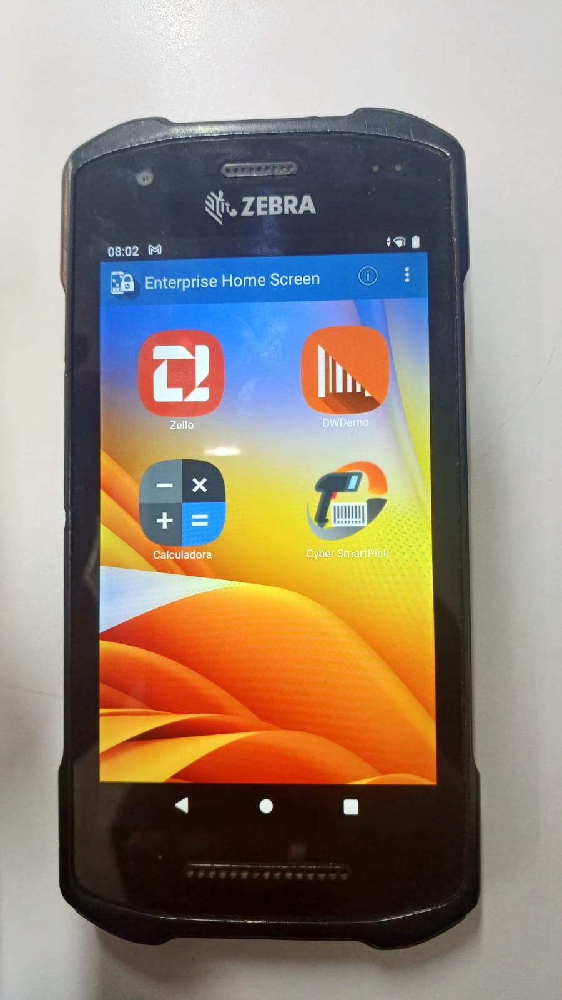 ZEBRA
08:02
Enterprise Home Screen
Zello
DWDemo
Calculadora
Cyber SmartPick